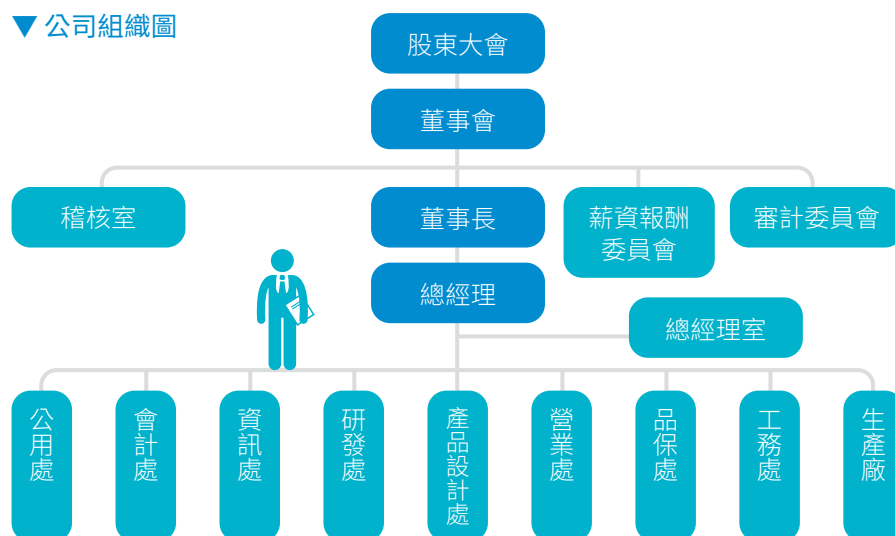 ▼ 公司組織圖
股東大會
董事會
稽核室
董事長
薪資報酬
委員會
審計委員會
總經理
總經理室
公用處
會計處
資訊處
研發處
產品設計處
營業處
品保處
工務處
生產廠